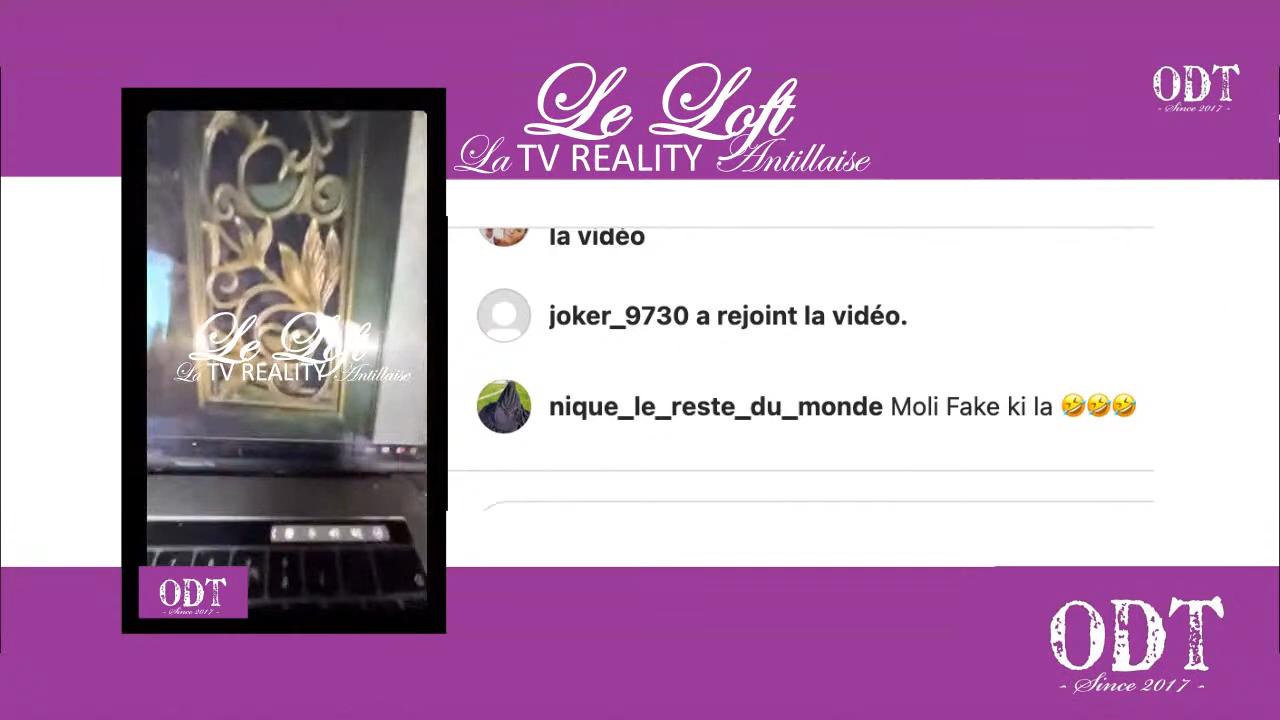 Le Loft
La TV REALITY Antillaise
ODT
- Since 2017 -
la vidéo
joker_9730 a rejoint la vidéo.
nique_le_reste_du_monde Moli Fake ki la 🤣🤣🤣
Le Loft
La TV REALITY Antillaise
ODT
- Since 2017 -
ODT
- Since 2017 -